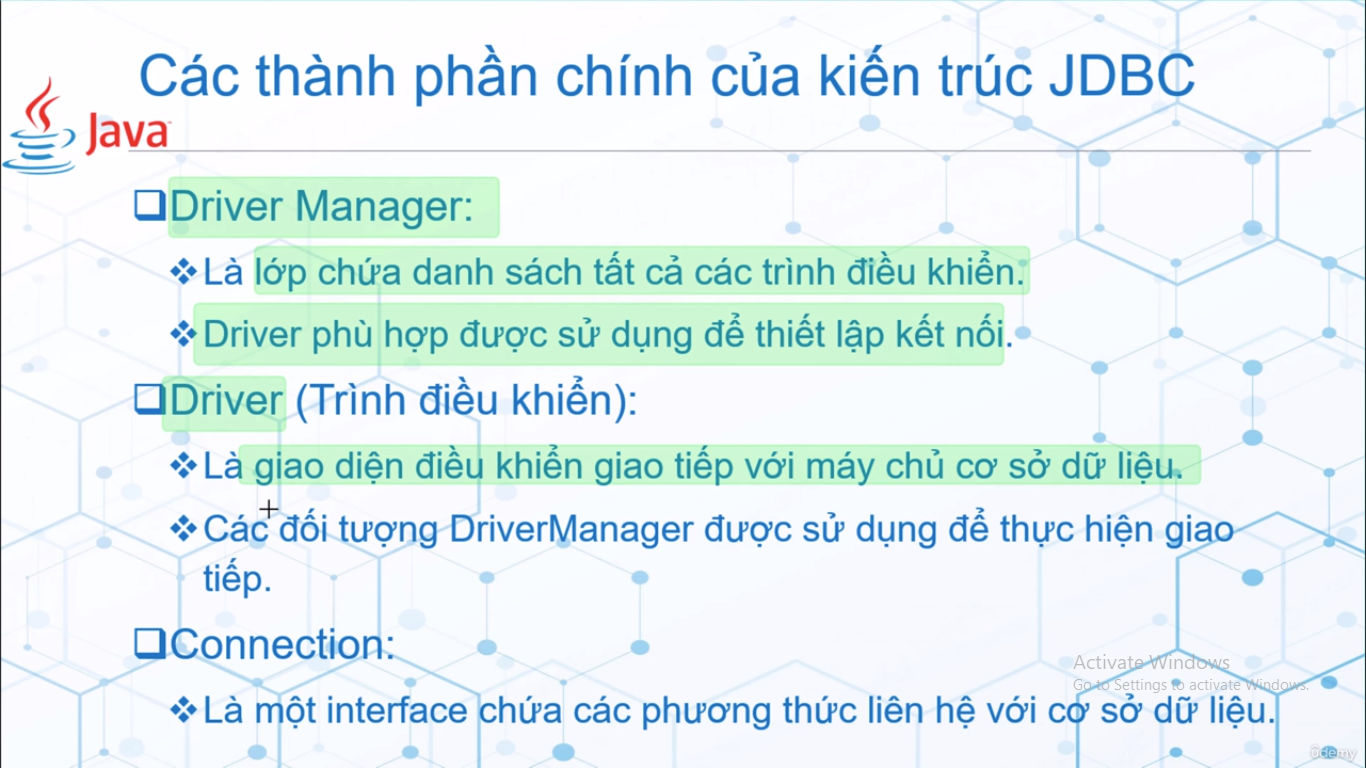 Các thành phần chính của kiến trúc JDBC
Java
Driver Manager:
Là lớp chứa danh sách tất cả các trình điều khiển.
Driver phù hợp được sử dụng để thiết lập kết nối.
Driver (Trình điều khiển):
Là giao diện điều khiển giao tiếp với máy chủ cơ sở dữ liệu.
Các đối tượng DriverManager được sử dụng để thực hiện giao
tiếp.
Connection:
Activate Windows
Go to Settings to activate Windows.
Là một interface chứa các phương thức liên hệ với cơ sở dữ liệu.
ûdemy